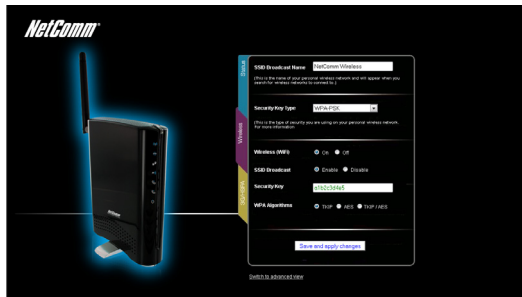 NetComm
Status
SSID Broadcast Name NetComm Wireless
(This is the name of your personal wireless network and will appear when you
search for wireless networks to connect to.)
Security Key Type WPA-PSK
(This is the type of security you are using on your personal wireless network.
For more information
Wireless
Wireless (WiFi) On Off
SSID Broadcast Enable Disable
Security Key a1b2c3d4e5
3G/HSPA
WPA Algorithms TKIP AES TKIP/AES
Save and apply changes
Switch to advanced view
NetComm